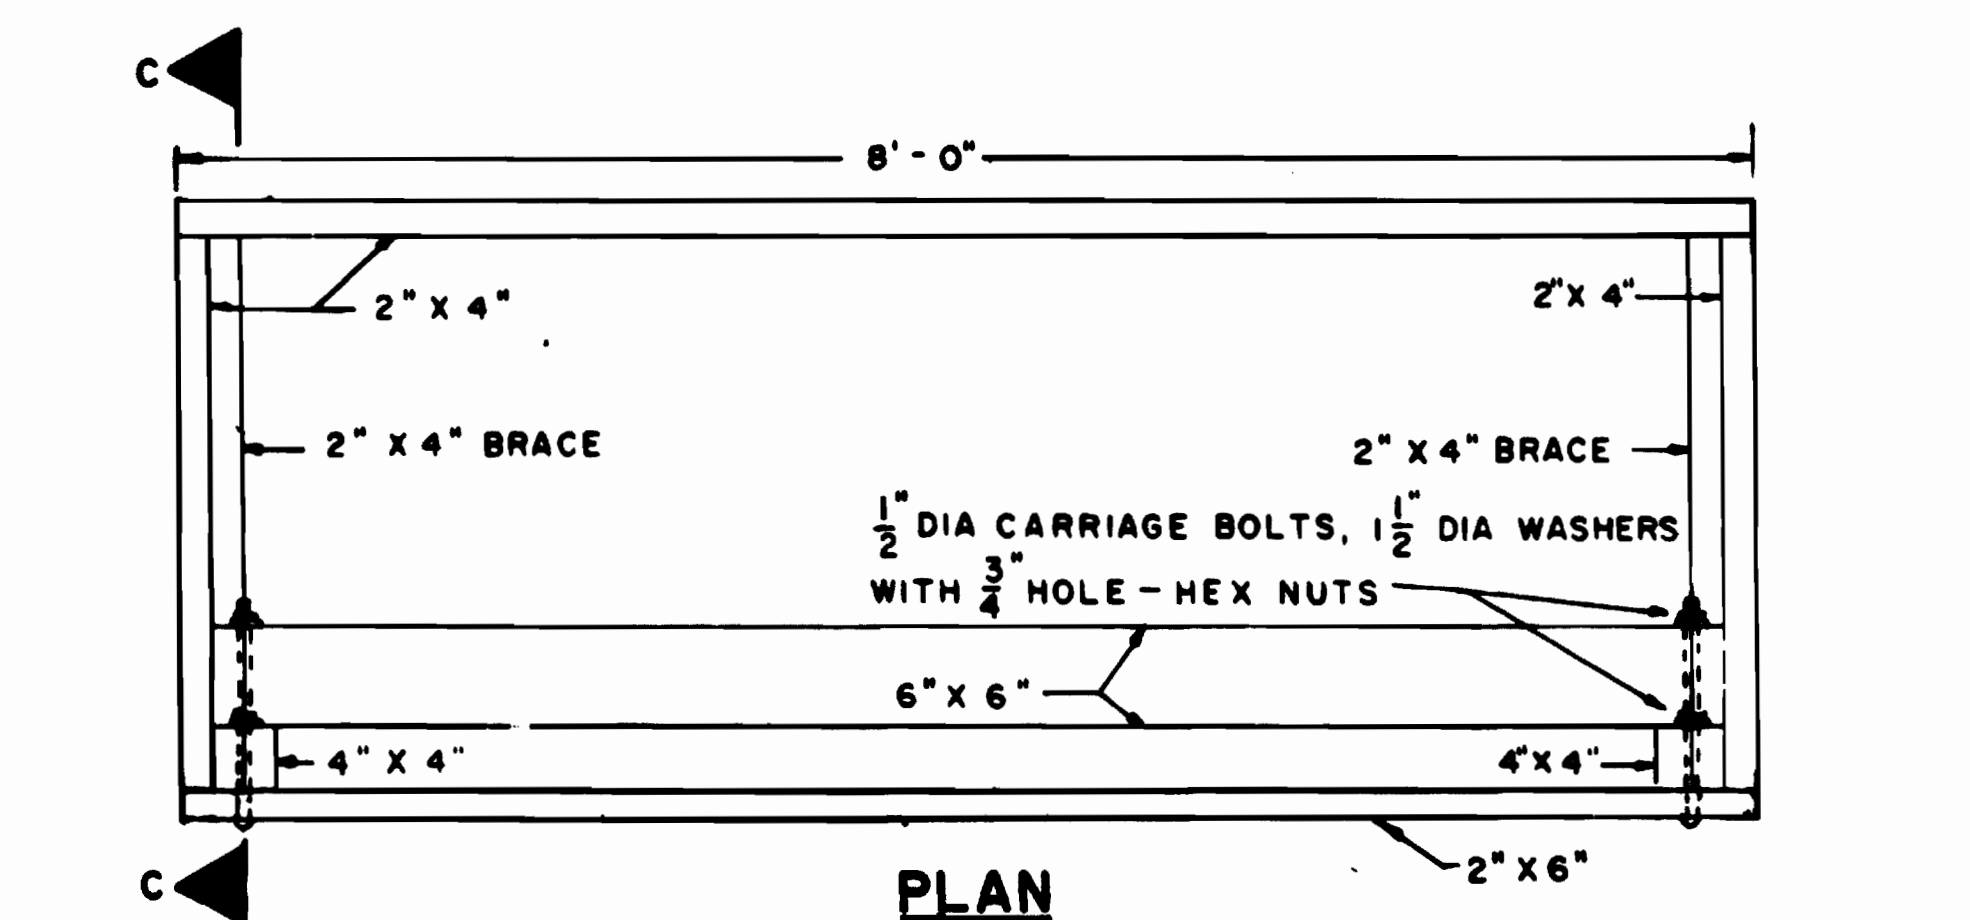 C
8' - 0"
2" X 4"
2" X 4"
2" X 4" BRACE
2" X 4" BRACE
1/2" DIA CARRIAGE BOLTS, 1 1/2" DIA WASHERS
WITH 3/4" HOLE - HEX NUTS
6" X 6"
4" X 4"
4" X 4"
2" X 6"
C
PLAN